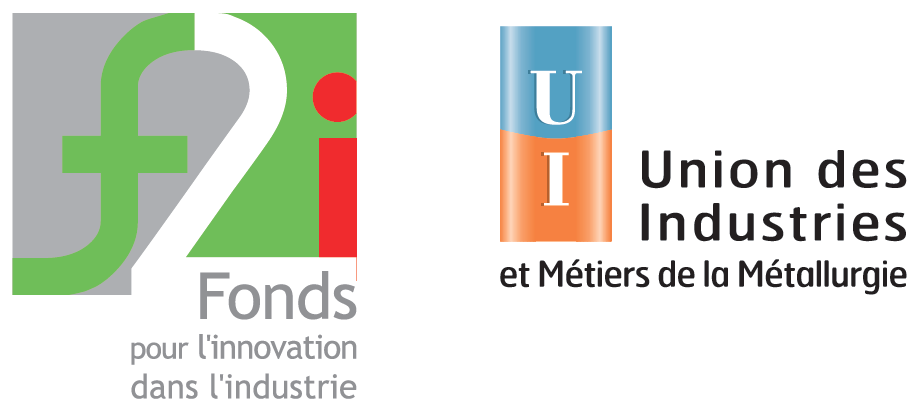 f2i
Fonds
pour l'innovation
dans l'industrie
U
I
Union des
Industries
et Métiers de la Métallurgie